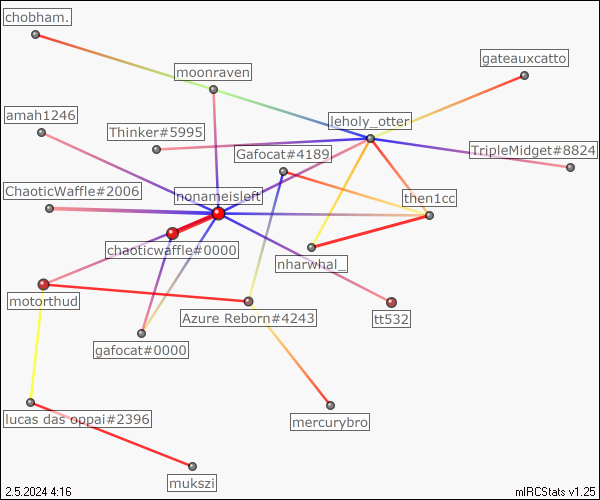 chobham.
moonraven
gateauxcatto
amah1246
leholy_otter
Thinker#5995
TripleMidget#8824
Gafocat#4189
ChaoticWaffle#2006
nonameisleft
then1cc
chaoticwaffle#0000
nharwhal_
motorthud
Azure Reborn#4243
tt532
gafocat#0000
lucas das oppai#2396
mercurybro
mukszi
2.5.2024 4:16
mIRCStats v1.25